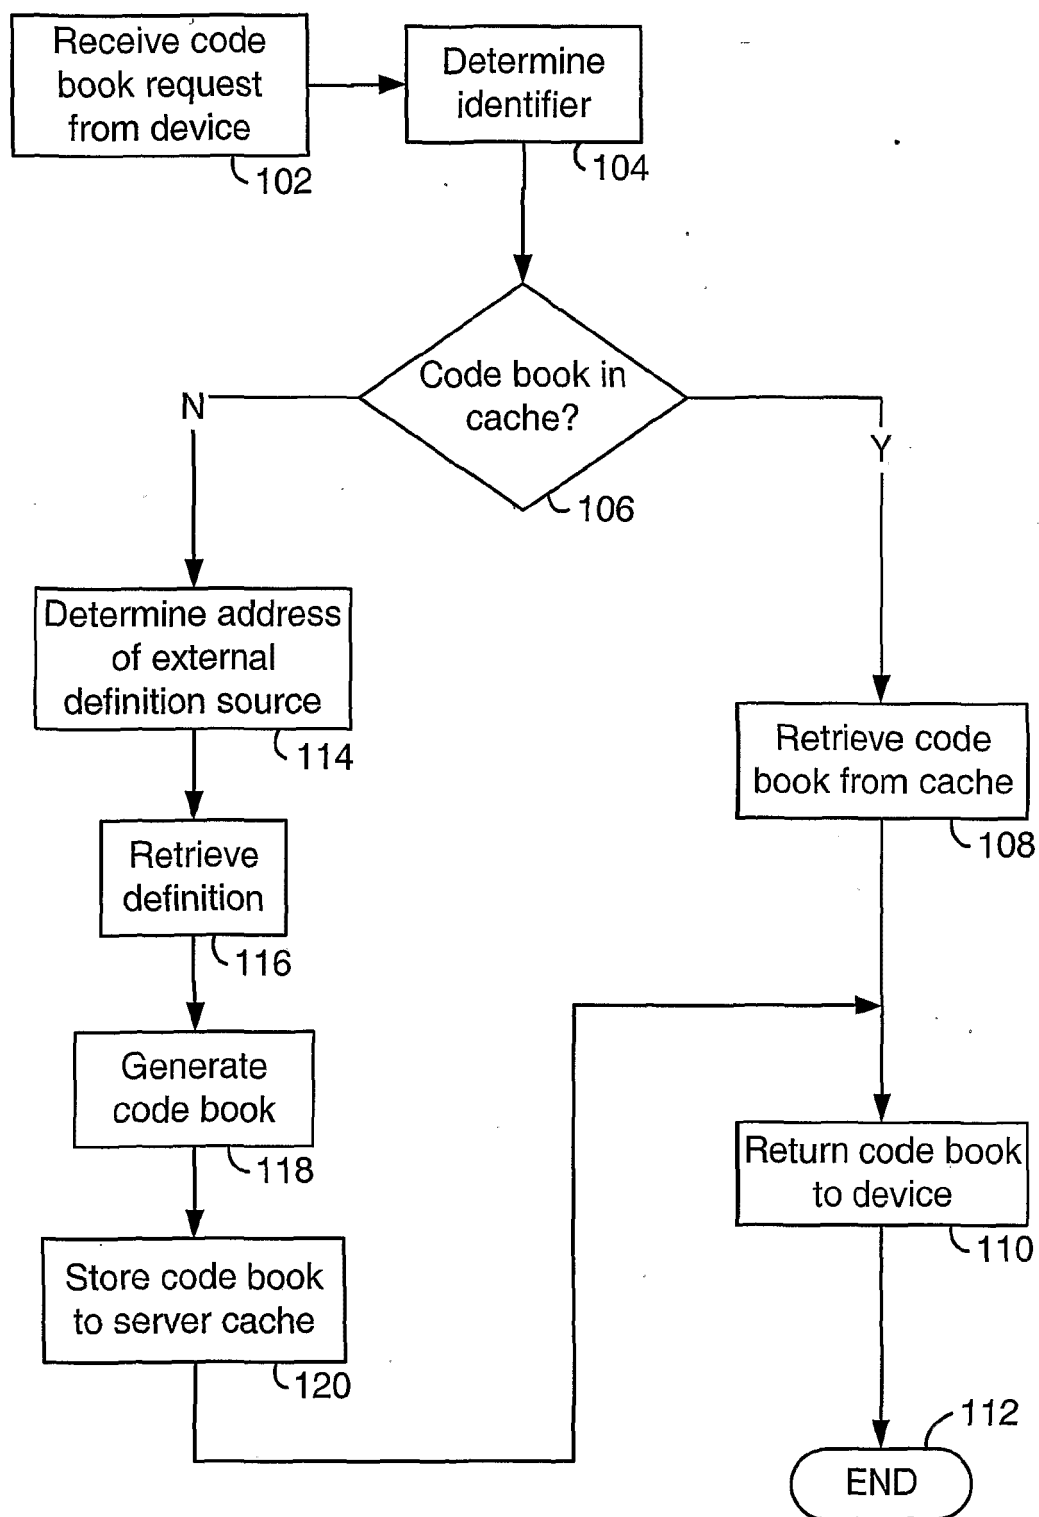 Receive code
book request
from device
102
Determine
identifier
104
Code book in
cache?
106
N
Y
Determine address
of external
definition source
114
Retrieve code
book from cache
108
Retrieve
definition
116
Generate
code book
118
Return code book
to device
110
Store code book
to server cache
120
112
END